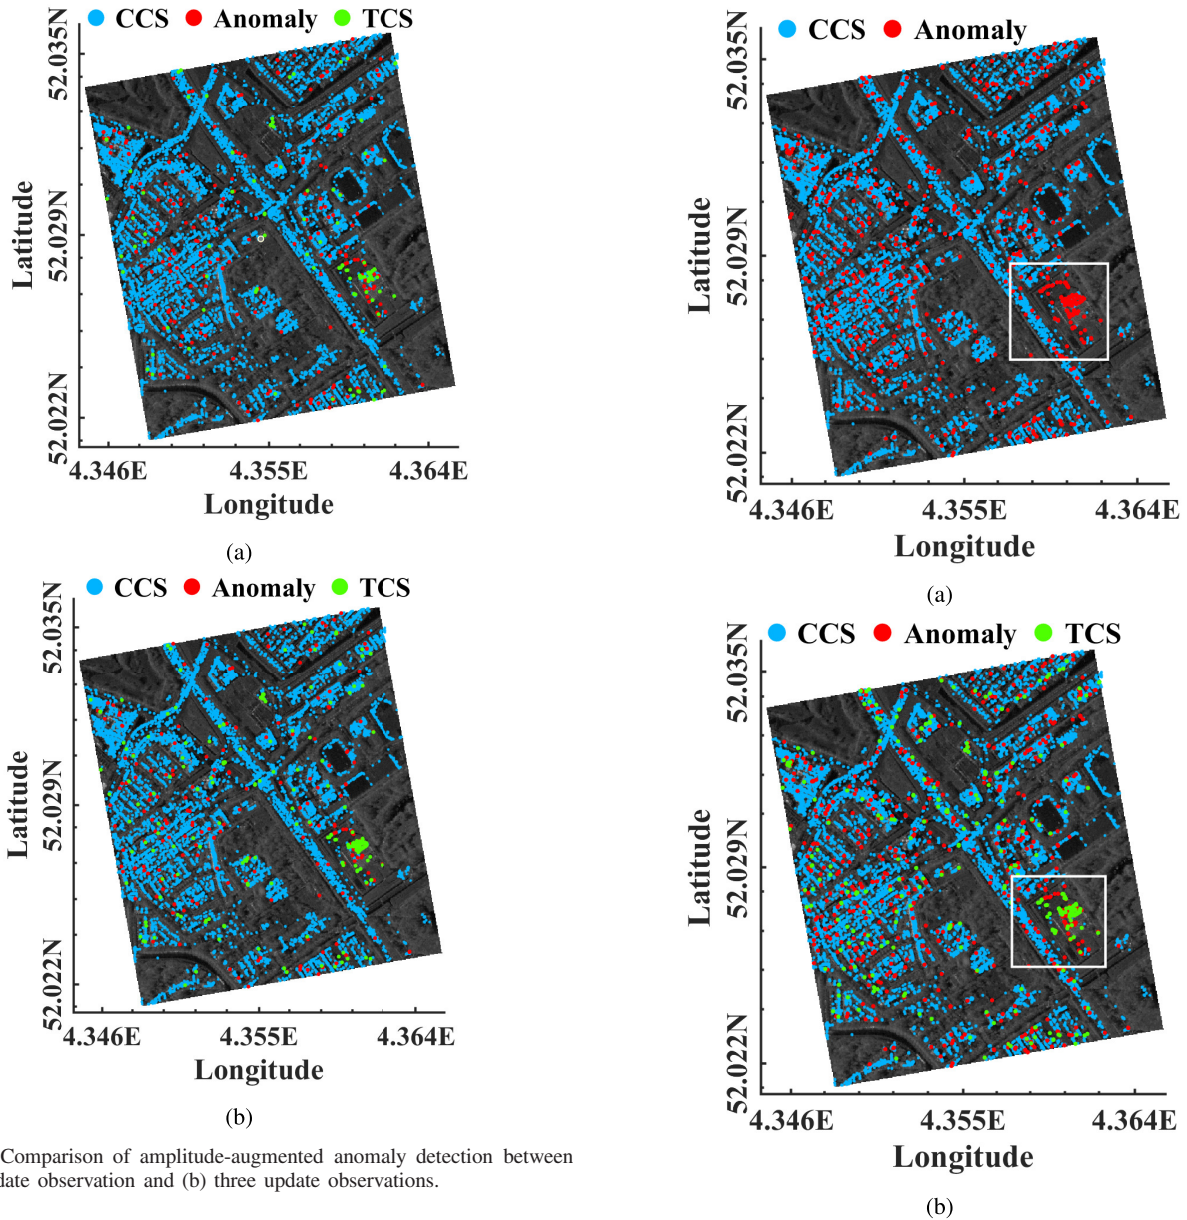 CCS Anomaly TCS
52.035N
52.029N
52.022N
Latitude
4.346E 4.355E 4.364E
Longitude
(a)
CCS Anomaly TCS
52.035N
52.029N
52.022N
Latitude
4.346E 4.355E 4.364E
Longitude
(b)
Comparison of amplitude-augmented anomaly detection between
date observation and (b) three update observations.
CCS Anomaly
52.035N
52.029N
52.022N
Latitude
4.346E 4.355E 4.364E
Longitude
(a)
CCS Anomaly TCS
52.035N
52.029N
52.022N
Latitude
4.346E 4.355E 4.364E
Longitude
(b)